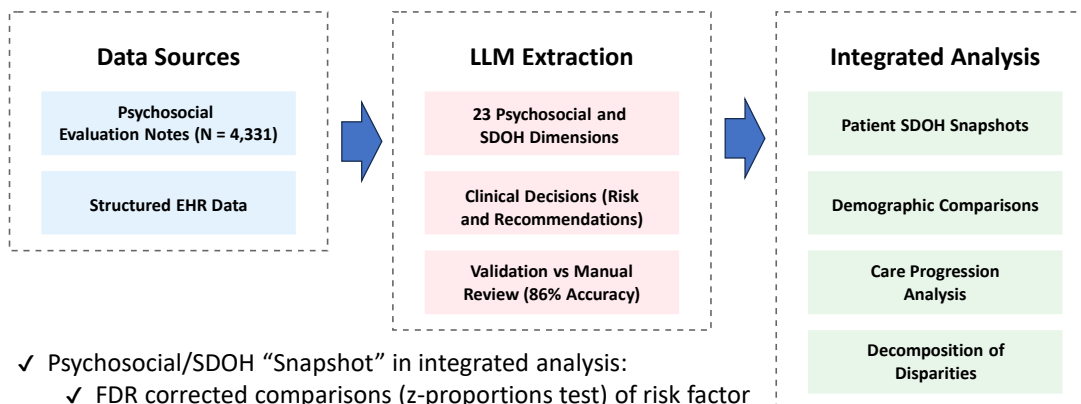 Data Sources
Psychosocial
Evaluation Notes (N = 4,331)
Structured EHR Data
LLM Extraction
23 Psychosocial and
SDOH Dimensions
Clinical Decisions (Risk
and Recommendations)
Validation vs Manual
Review (86% Accuracy)
Integrated Analysis
Patient SDOH Snapshots
Demographic Comparisons
Care Progression
Analysis
Decomposition of
Disparities
✓ Psychosocial/SDOH “Snapshot” in integrated analysis:
✓ FDR corrected comparisons (z-proportions test) of risk factor